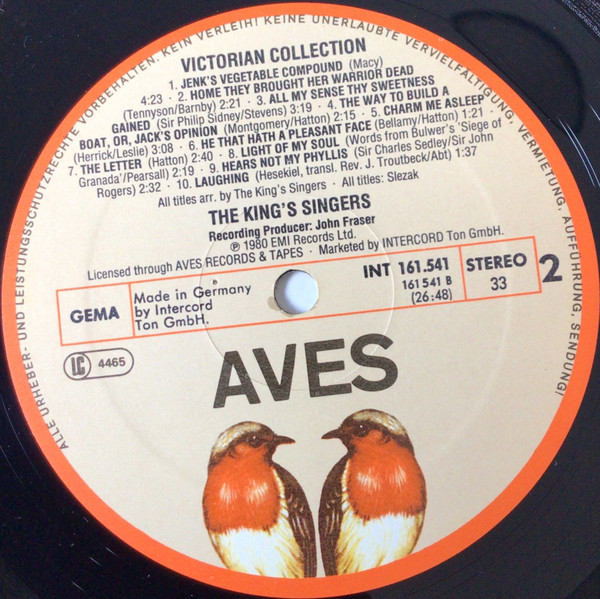 ALLE URHEBER- UND LEISTUNGSSCHUTZRECHTE VORBEHALTEN. KEIN VERLEIH! KEINE UNERLAUBTE VERVIELFÄLTIGUNG, VERMIETUNG, AUFFÜHRUNG, SENDUNG!
VICTORIAN COLLECTION
1. JENK'S VEGETABLE COMPOUND (Macy)
4:23 - 2. HOME THEY BROUGHT HER WARRIOR DEAD
(Tennyson/Barnby) 2:21 - 3. ALL MY SENSE THY SWEETNESS
GAINED (Sir Philip Sidney/Stevens) 3:19 - 4. THE WAY TO BUILD A
BOAT, OR, JACK'S OPINION (Montgomery/Hatton) 2:15 - 5. CHARM ME ASLEEP
(Herrick/Leslie) 3:08 - 6. HE THAT HATH A PLEASANT FACE (Bellamy/Hatton) 1:21 -
7. THE LETTER (Hatton) 2:40 - 8. LIGHT OF MY SOUL (Words from Bulwer's 'Siege of
Granada'/Pearsall) 2:19 - 9. HEARS NOT MY PHYLLIS (Sir Charles Sedley/Sir John
Rogers) 2:32 - 10. LAUGHING (Hesekiel, transl. Rev. J. Troutbeck/Abt) 1:37
All titles arr. by The King's Singers - All titles: Slezak
THE KING'S SINGERS
Recording Producer: John Fraser
℗ 1980 EMI Records Ltd.
Licensed through AVES RECORDS & TAPES - Marketed by INTERCORD Ton GmbH.
GEMA
Made in Germany
by Intercord
Ton GmbH.
INT 161.541
161 541 B
(26:48)
STEREO
33
2
LC 4465
AVES